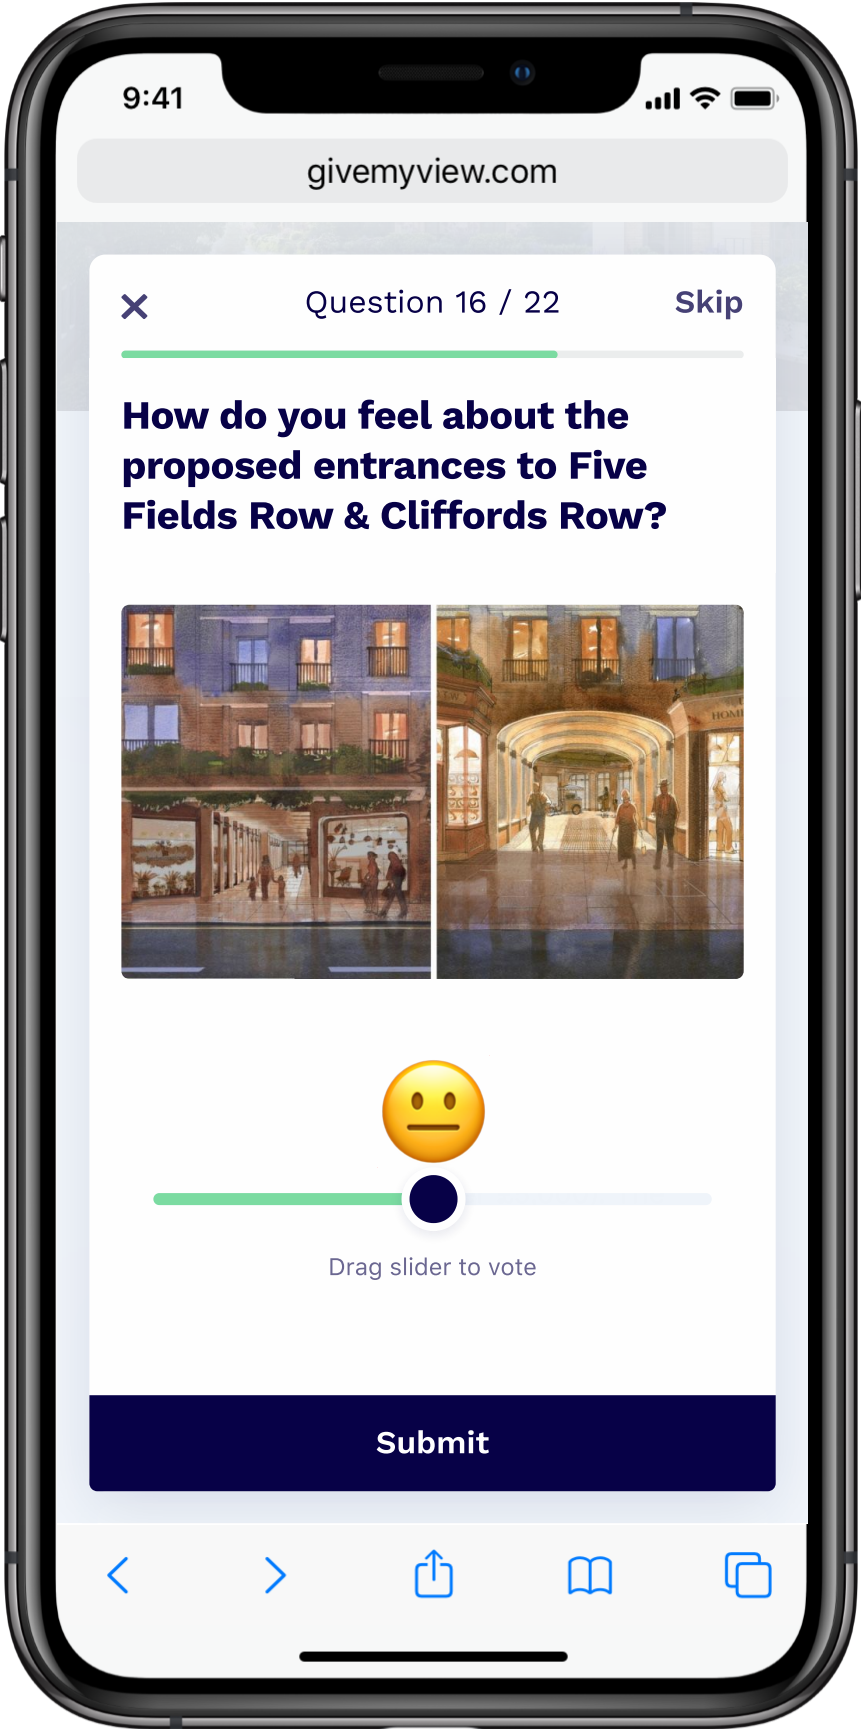 9:41
givemyview.com
Question 16 / 22
Skip
How do you feel about the
proposed entrances to Five
Fields Row & Cliffords Row?
Drag slider to vote
Submit